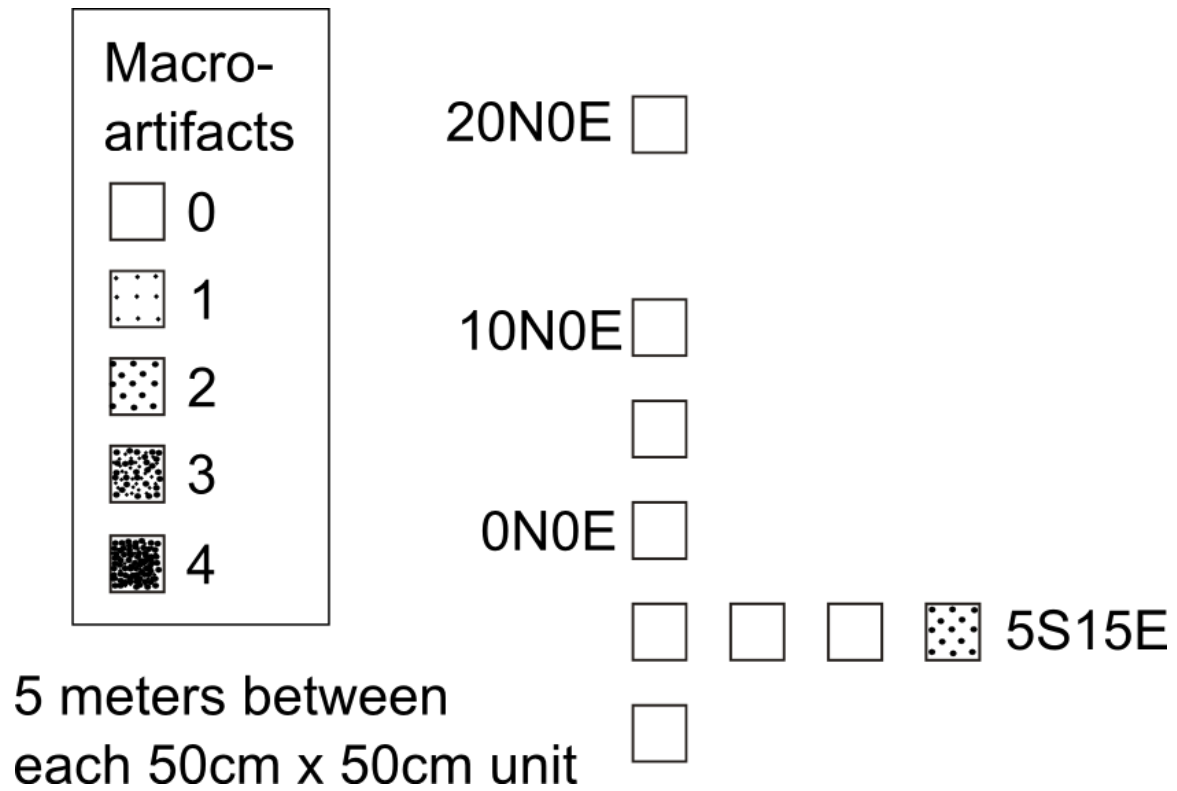 Macro-
artifacts
0
1
2
3
4
20N0E
10N0E
0N0E
5S15E
5 meters between
each 50cm x 50cm unit